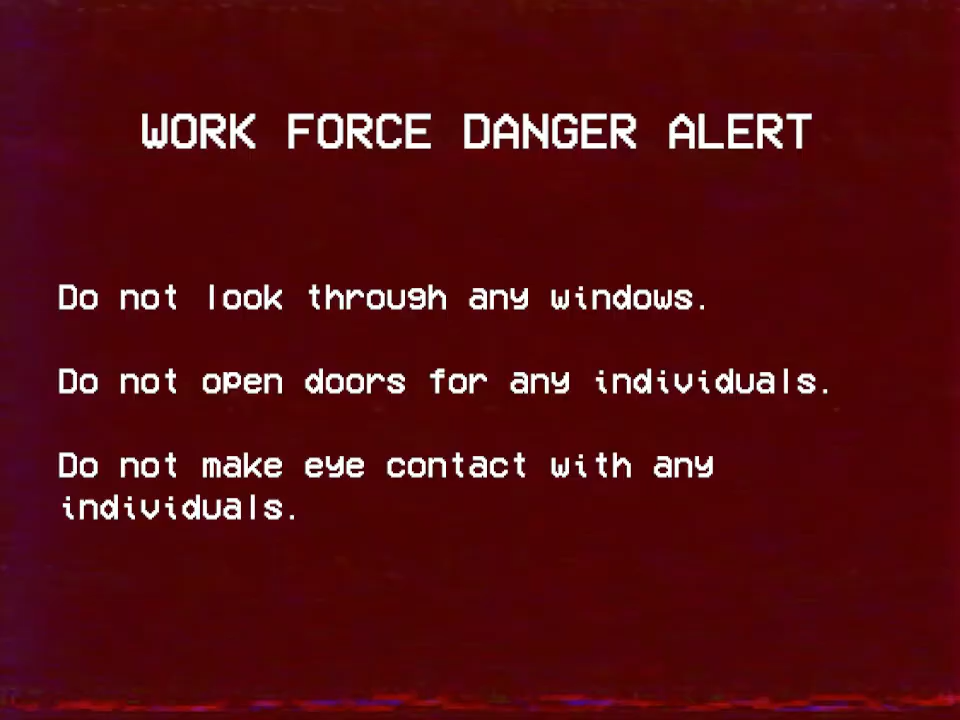 WORK FORCE DANGER ALERT
Do not look through any windows.
Do not open doors for any individuals.
Do not make eye contact with any
individuals.